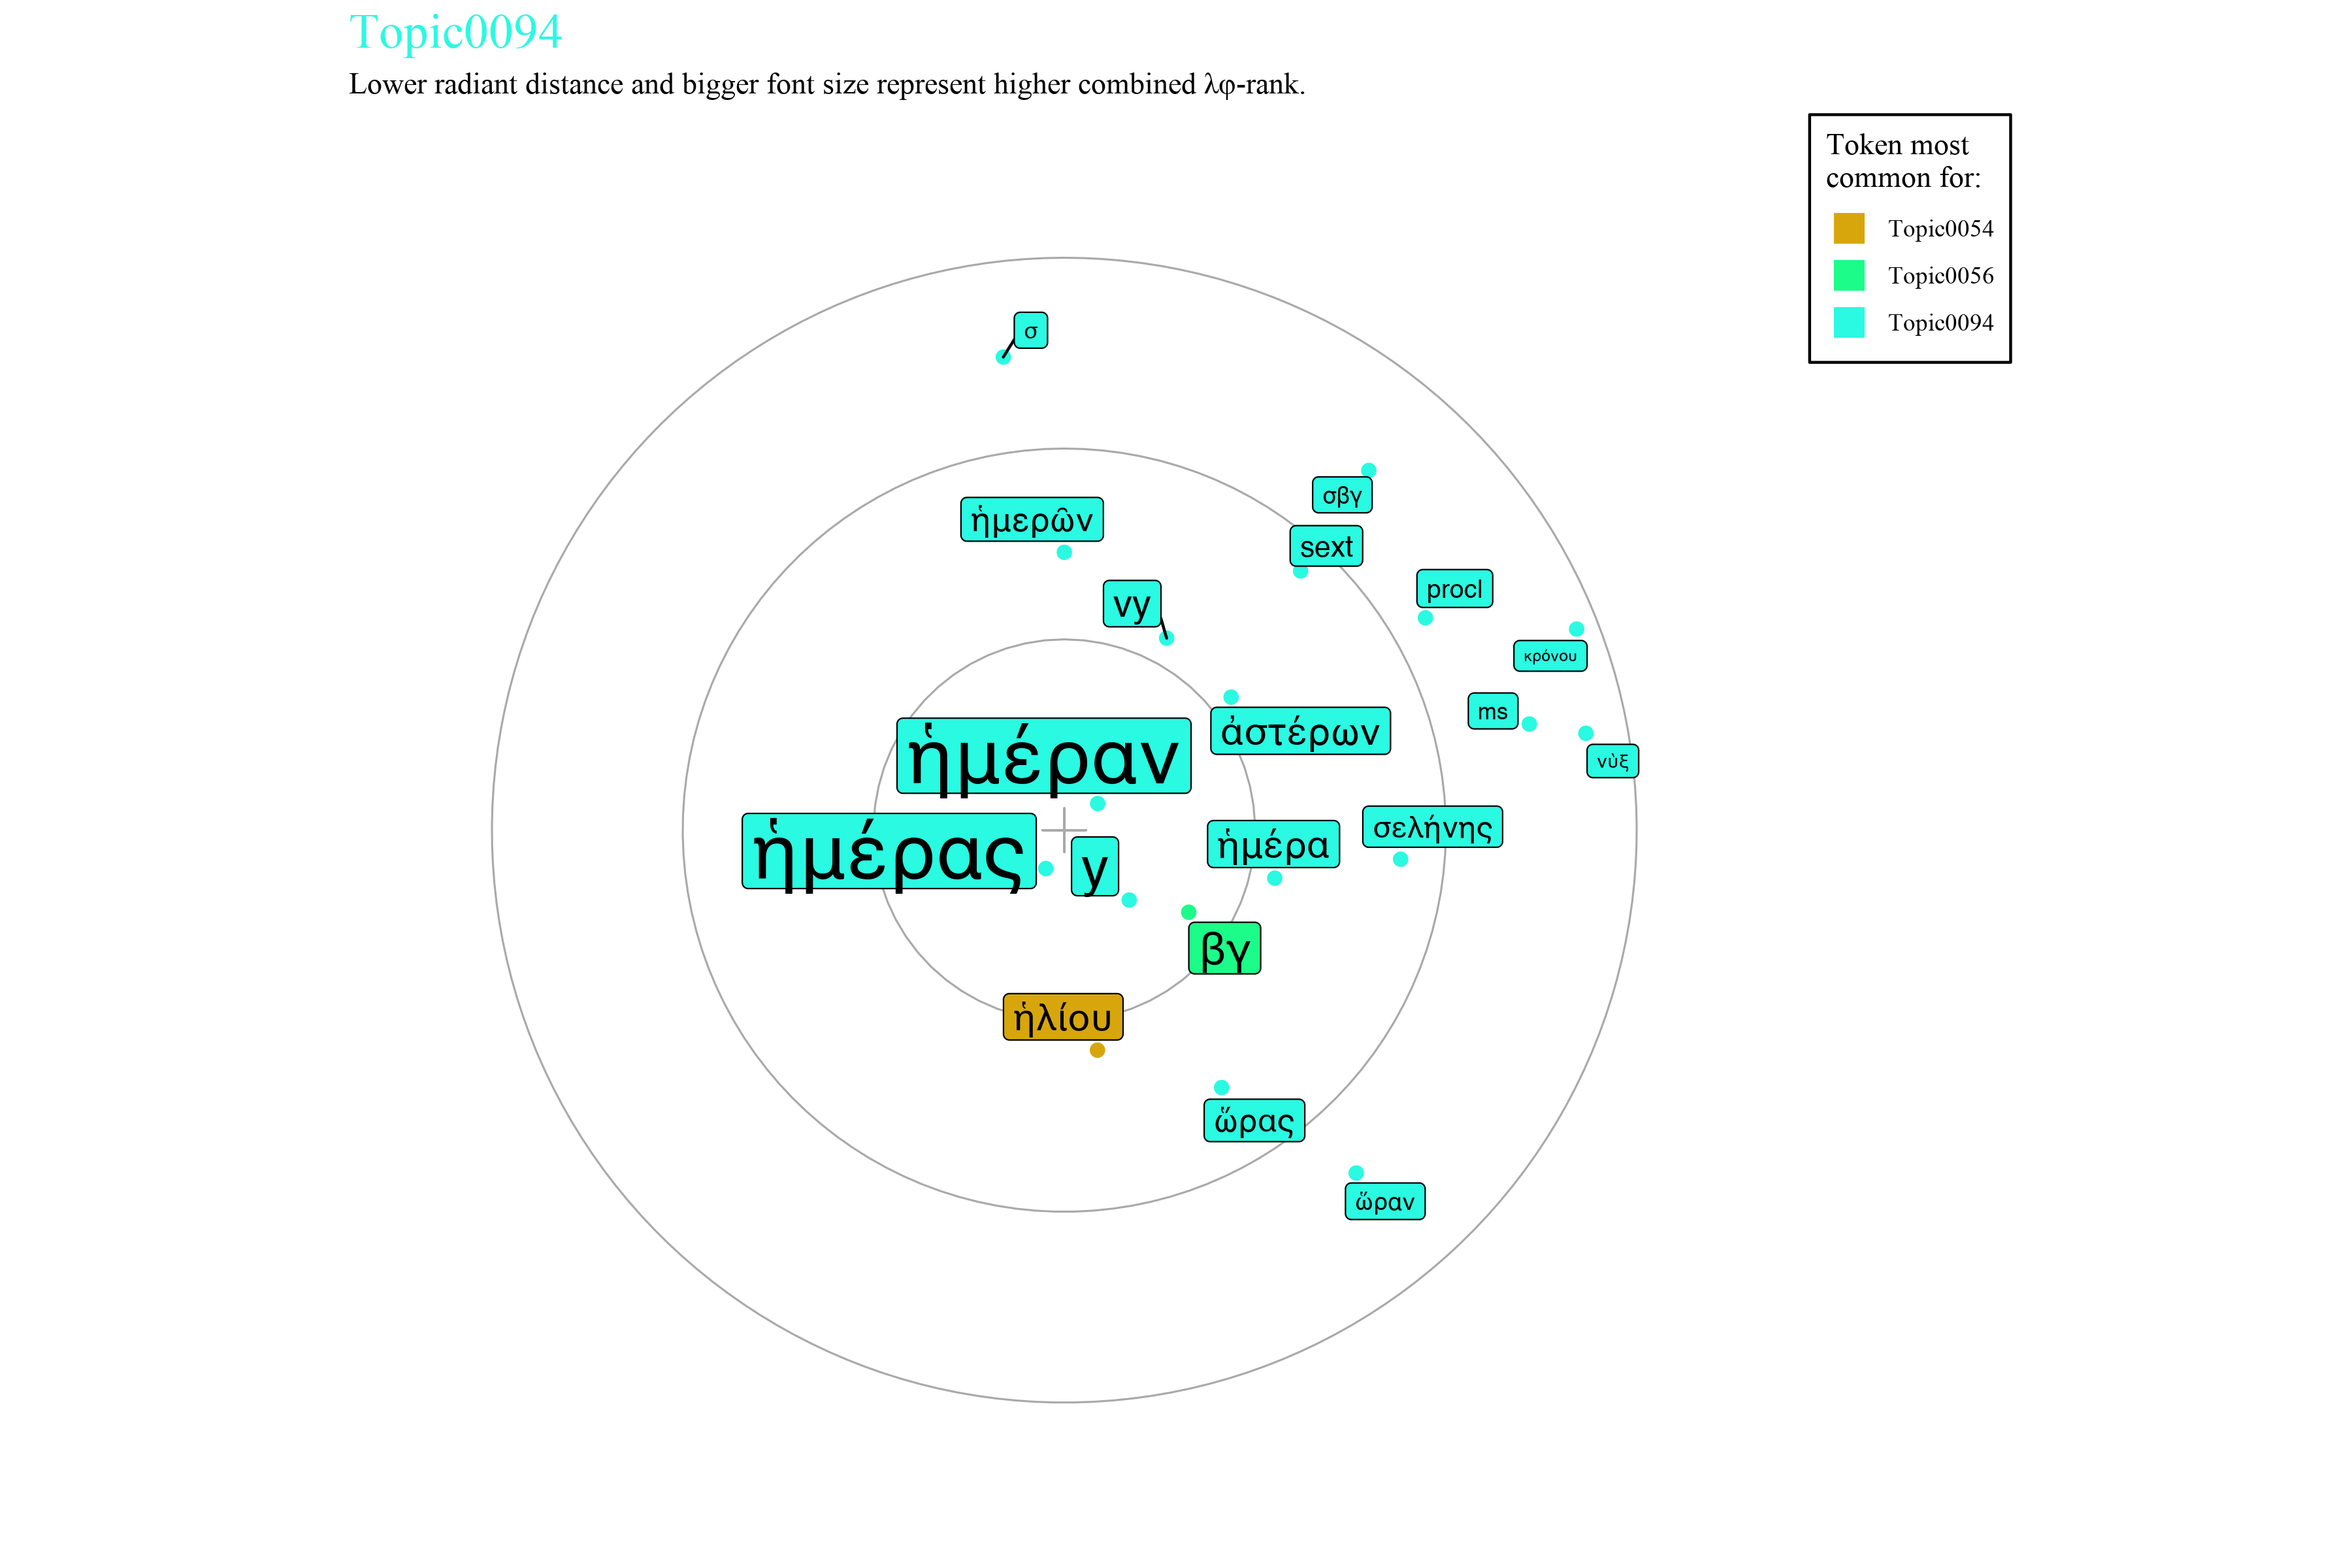 Topic0094
Lower radiant distance and bigger font size represent higher combined λφ-rank.
Token most
common for:
Topic0054
Topic0056
Topic0094
σ
σβγ
ἡμερῶν
sext
procl
vy
κρόνου
ms
ἀστέρων
ἡμέραν
νὺξ
σελήνης
ἡμέρα
ἡμέρας
y
βγ
ἡλίου
ὥρας
ὥραν